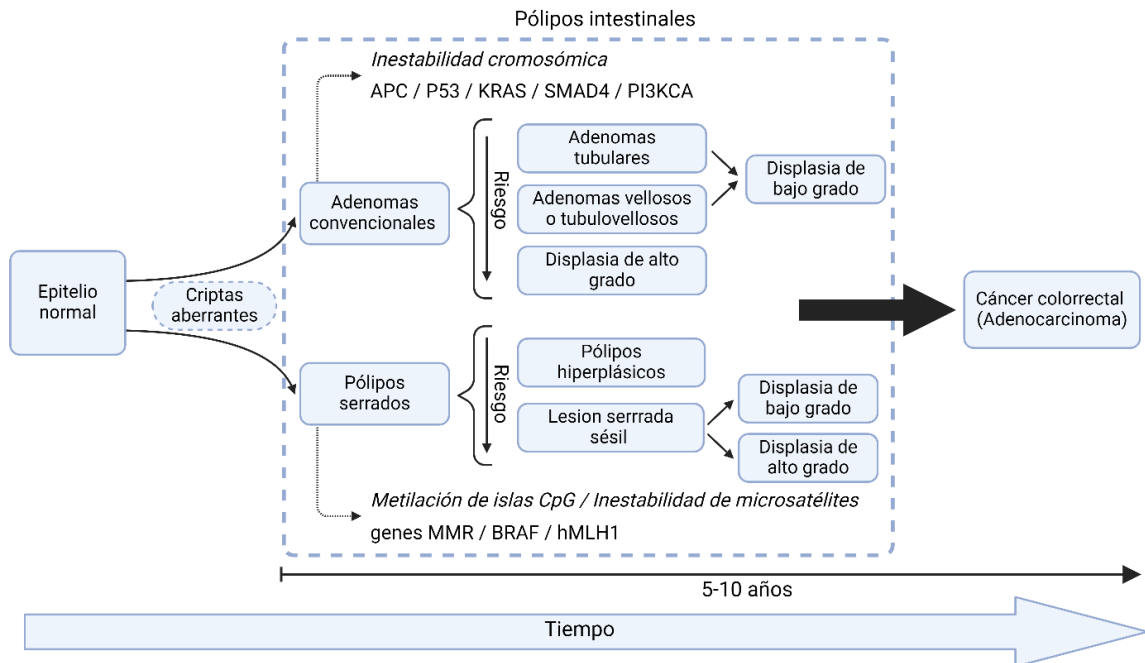 Pólipos intestinales
Inestabilidad cromosómica
APC / P53 / KRAS / SMAD4 / PI3KCA
Adenomas
convencionales
Riesgo
Adenomas
tubulares
Adenomas vellosos
o tubulovellosos
Displasia de alto
grado
Displasia de
bajo grado
Epitelio
normal
Criptas
aberrantes
Cáncer colorrectal
(Adenocarcinoma)
Pólipos
serrados
Riesgo
Pólipos
hiperplásicos
Lesion serrrada
sésil
Displasia de
bajo grado
Displasia de
alto grado
Metilación de islas CpG / Inestabilidad de microsatélites
genes MMR / BRAF / hMLH1
5-10 años
Tiempo